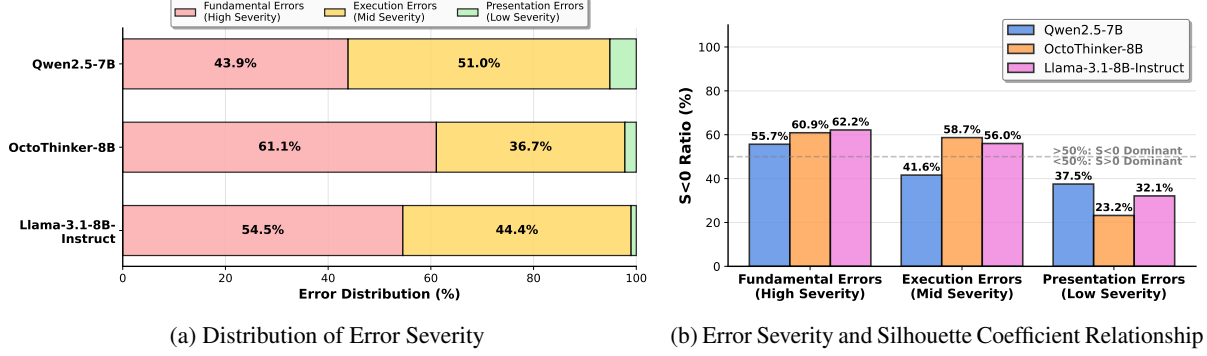 Fundamental Errors
(High Severity)
Execution Errors
(Mid Severity)
Presentation Errors
(Low Severity)
Qwen2.5-7B
43.9%
51.0%
OctoThinker-8B
61.1%
36.7%
Llama-3.1-8B-
Instruct
54.5%
44.4%
0 20 40 60 80 100
Error Distribution (%)
(a) Distribution of Error Severity
Qwen2.5-7B
OctoThinker-8B
Llama-3.1-8B-Instruct
S<0 Ratio (%)
100
80
60
40
20
0
55.7% 60.9% 62.2%
41.6% 58.7% 56.0%
37.5% 23.2% 32.1%
>50%: S<0 Dominant
<50%: S>0 Dominant
Fundamental Errors
(High Severity)
Execution Errors
(Mid Severity)
Presentation Errors
(Low Severity)
(b) Error Severity and Silhouette Coefficient Relationship